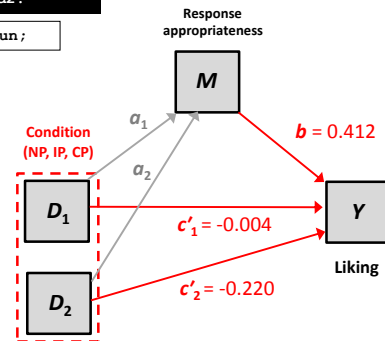 un;
Response
appropriateness
M
a1
a2
b = 0.412
Condition
(NP, IP, CP)
D1
c′1 = -0.004
Y
Liking
D2
c′2 = -0.220